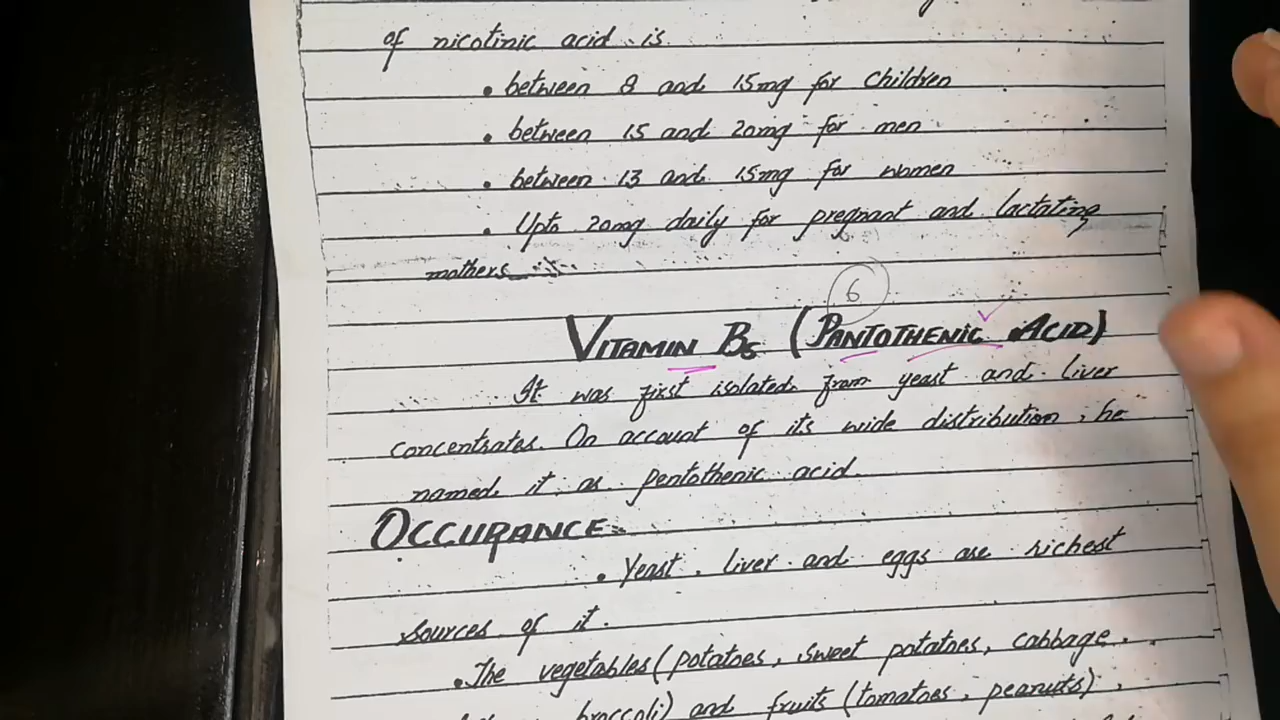 of nicotinic acid is
• between 8 and 15mg for children
• between 15 and 20mg for men
• between 13 and 15mg for women
• Upto 20mg daily for pregnant and lactating
mothers
6
VITAMIN B5 (PANTOTHENIC ACID)
It was first isolated from yeast and liver
concentrates. On account of its wide distribution, he
named it as pentothenic acid.
OCCURANCE:
• Yeast, liver and eggs are richest
sources of it.
• The vegetables (potatoes, sweet potatoes, cabbage
broccoli) and fruits (tomatoes, peanuts),